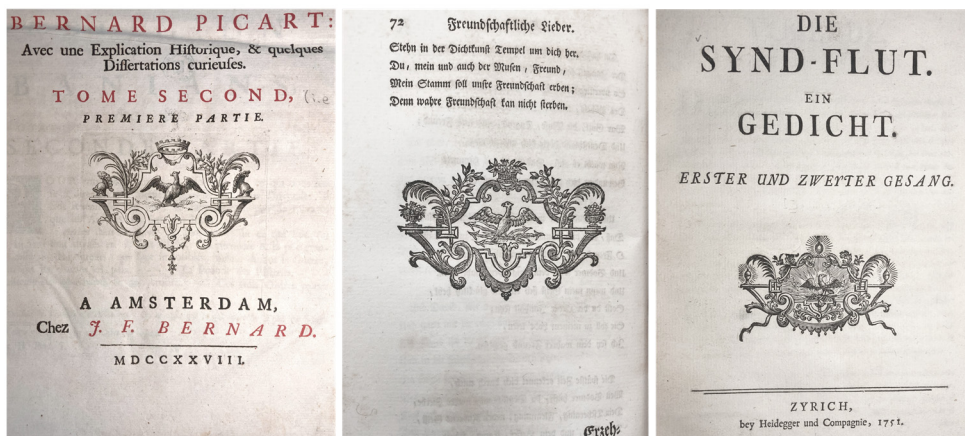 BERNARD PICART:
Avec une Explication Hiſtorique, & quelques
Diſſertations curieuſes.
TOME SECOND, (i.e
PREMIERE PARTIE.
A AMSTERDAM,
Chez J. F. BERNARD.
MDCCXXVIII.
72 Freundſchaftliche Lieder.
Stehn in der Dichtkunſt Tempel um dich her.
Du, mein und auch der Muſen, Freund,
Mein Stamm ſoll unſre Freundſchaft erben;
Denn wahre Freundſchaft kan nicht ſterben.
Erzeh-
DIE
SYND-FLUT.
EIN
GEDICHT.
ERSTER UND ZWEYTER GESANG.
ZYRICH,
bey Heidegger und Compagnie, 1751.